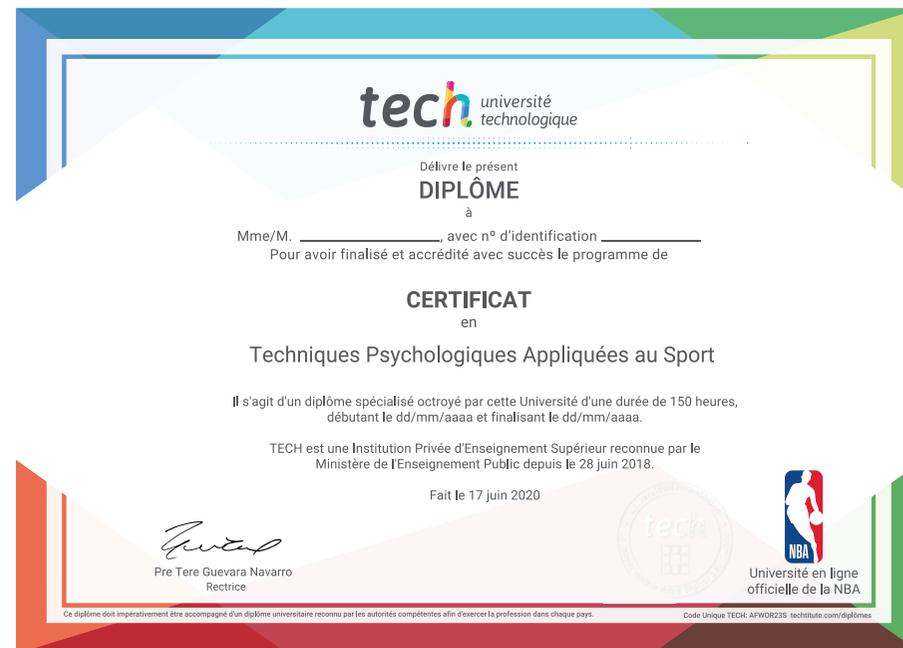 tech université
technologique
Délivre le présent
DIPLÔME
à
Mme/M. ____________________, avec nº d'identification ______________
Pour avoir finalisé et accrédité avec succès le programme de
CERTIFICAT
en
Techniques Psychologiques Appliquées au Sport
Il s'agit d'un diplôme spécialisé octroyé par cette Université d'une durée de 150 heures,
débutant le dd/mm/aaaa et finalisant le dd/mm/aaaa.
TECH est une Institution Privée d'Enseignement Supérieur reconnue par le
Ministère de l'Enseignement Public depuis le 28 juin 2018.
Fait le 17 juin 2020
tech
NBA
Pre Tere Guevara Navarro
Rectrice
Université en ligne
officielle de la NBA
Ce diplôme doit impérativement être accompagné d'un diplôme universitaire reconnu par les autorités compétentes afin d'exercer la profession dans chaque pays.
Code Unique TECH: AFWOR23S techtitute.com/diplômes